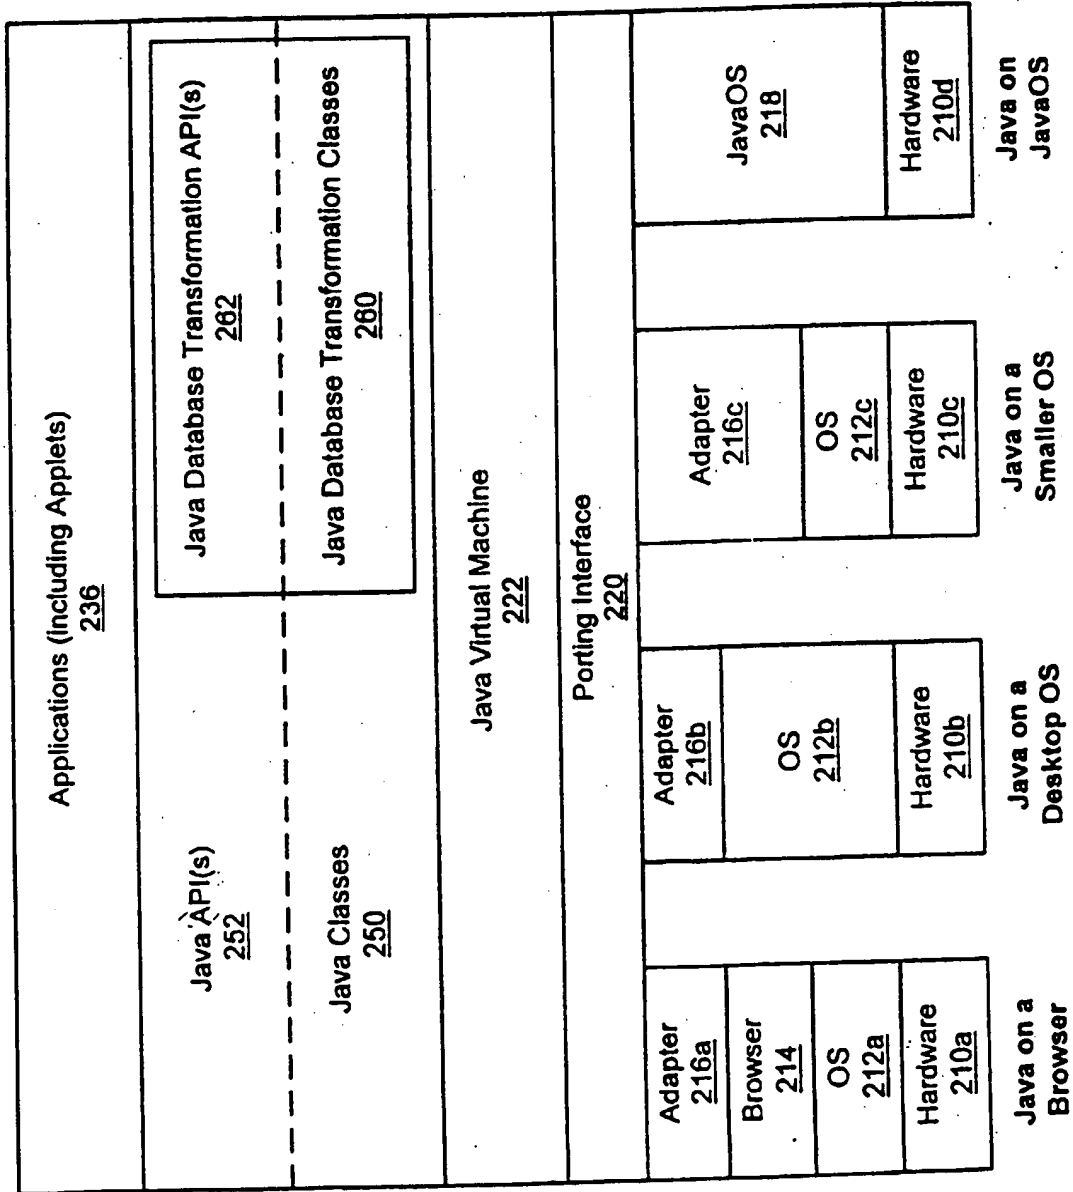 Applications (including Applets)
236
Java API(s)
252
Java Database Transformation API(s)
262
Java Classes
250
Java Database Transformation Classes
260
Java Virtual Machine
222
Porting Interface
220
Adapter
216a
Browser
214
OS
212a
Hardware
210a
Java on a
Browser
Adapter
216b
OS
212b
Hardware
210b
Java on a
Desktop OS
Adapter
216c
OS
212c
Hardware
210c
Java on a
Smaller OS
JavaOS
218
Hardware
210d
Java on
JavaOS